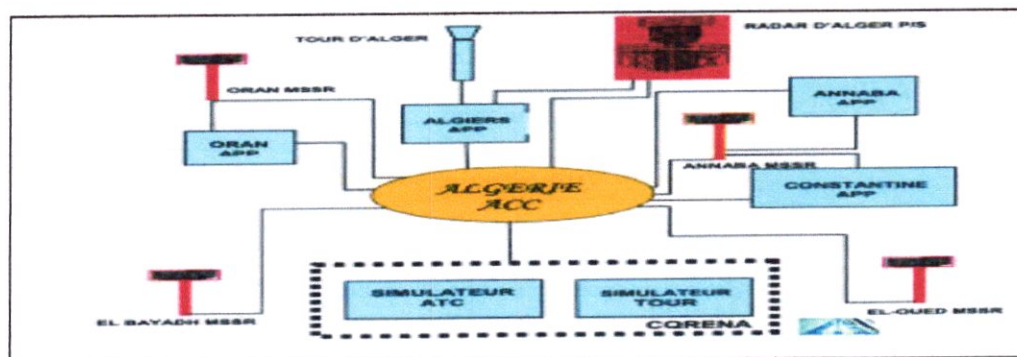 TOUR D'ALGER
RADAR D'ALGER P/S
ORAN MSSR
ALGIERS
APP
ANNABA
APP
ORAN
APP
ANNABA MSSR
CONSTANTINE
APP
ALGERIE
ACC
SIMULATEUR
ATC
SIMULATEUR
TOUR
EL BAYADH MSSR
CQRENA
EL-OUED MSSR